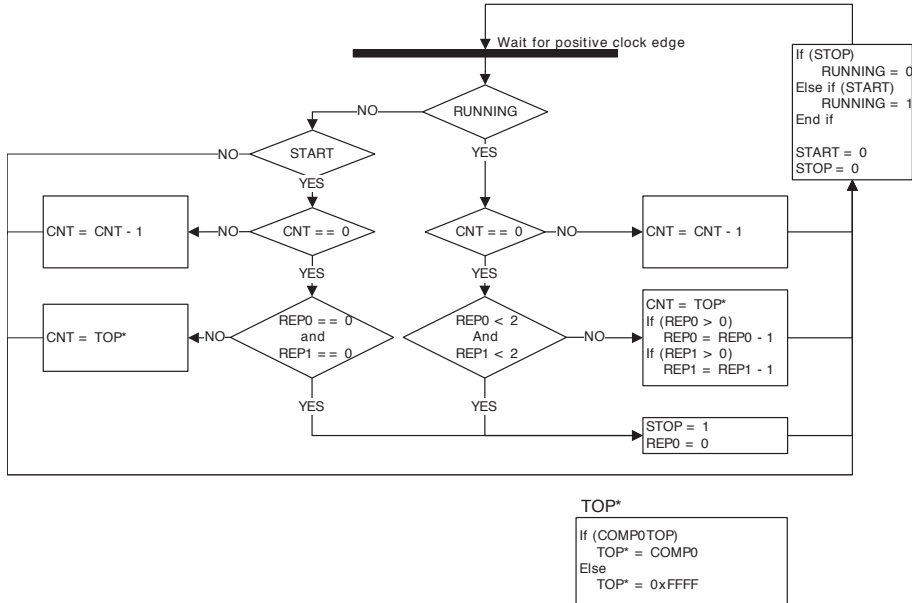 Wait for positive clock edge
If (STOP)
RUNNING = 0
Else if (START)
RUNNING = 1
End if
START = 0
STOP = 0
RUNNING
NO
YES
START
NO
YES
CNT == 0
NO
YES
CNT = CNT - 1
CNT == 0
NO
YES
CNT = CNT - 1
REP0 == 0
and
REP1 == 0
NO
YES
CNT = TOP*
REP0 < 2
And
REP1 < 2
NO
YES
CNT = TOP*
If (REP0 > 0)
REP0 = REP0 - 1
If (REP1 > 0)
REP1 = REP1 - 1
STOP = 1
REP0 = 0
TOP*
If (COMP0TOP)
TOP* = COMP0
Else
TOP* = 0xFFFF